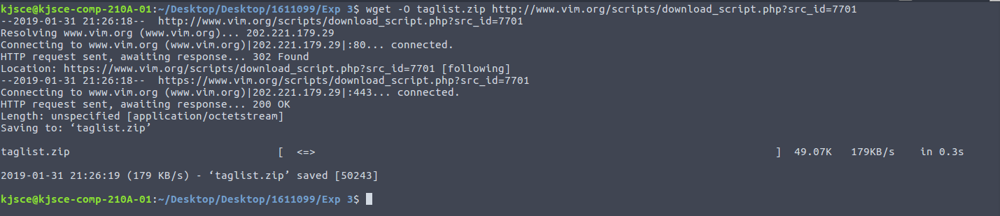 kjsce@kjsce-comp-210A-01:~/Desktop/Desktop/1611099/Exp 3$ wget -O taglist.zip http://www.vim.org/scripts/download_script.php?src_id=7701
--2019-01-31 21:26:18--  http://www.vim.org/scripts/download_script.php?src_id=7701
Resolving www.vim.org (www.vim.org)... 202.221.179.29
Connecting to www.vim.org (www.vim.org)|202.221.179.29|:80... connected.
HTTP request sent, awaiting response... 302 Found
Location: https://www.vim.org/scripts/download_script.php?src_id=7701 [following]
--2019-01-31 21:26:18--  https://www.vim.org/scripts/download_script.php?src_id=7701
Connecting to www.vim.org (www.vim.org)|202.221.179.29|:443... connected.
HTTP request sent, awaiting response... 200 OK
Length: unspecified [application/octetstream]
Saving to: ‘taglist.zip’
taglist.zip [ <=> ] 49.07K 179KB/s in 0.3s
2019-01-31 21:26:19 (179 KB/s) - ‘taglist.zip’ saved [50243]
kjsce@kjsce-comp-210A-01:~/Desktop/Desktop/1611099/Exp 3$